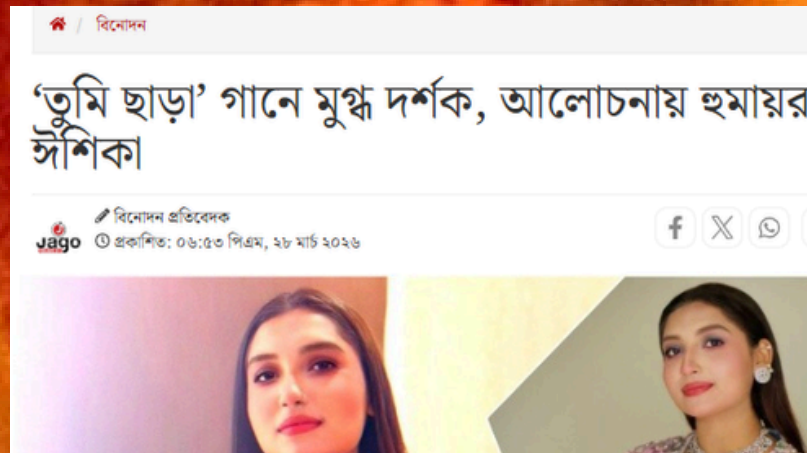 / বিনোদন
‘তুমি ছাড়া’ গানে মুগ্ধ দর্শক, আলোচনায় হুমায়র
ঈশিকা
বিনোদন প্রতিবেদক
Jago প্রকাশিত: ০৬:৫৩ পিএম, ২৮ মার্চ ২০২৬